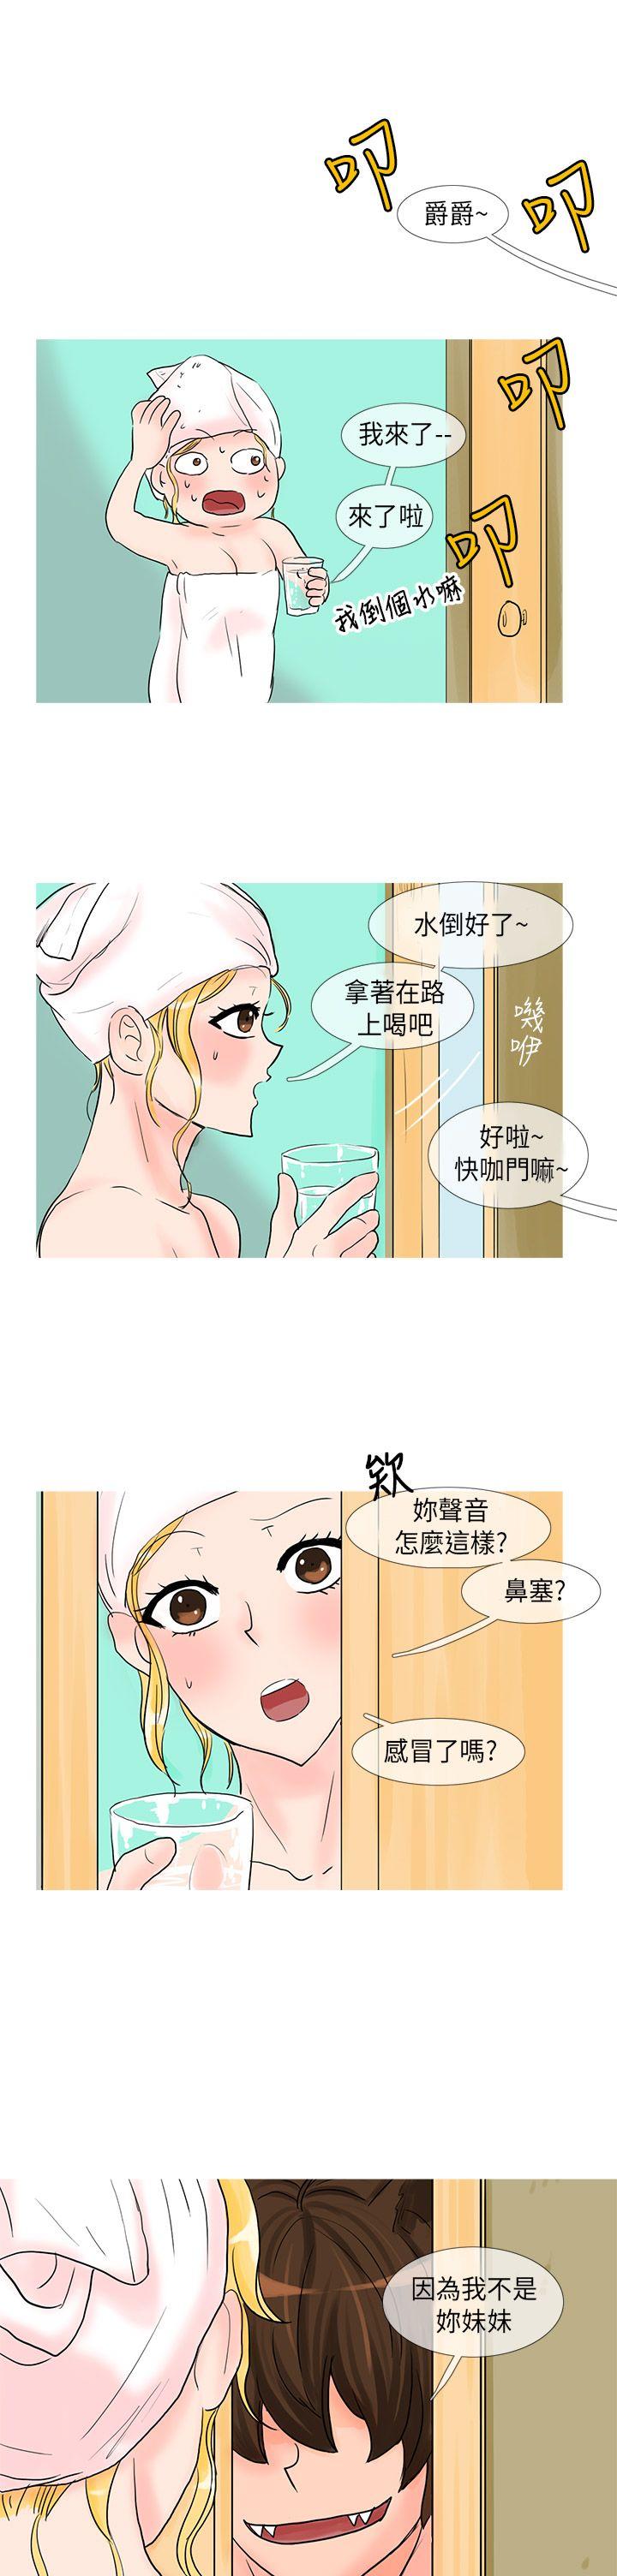 叩
爵爵~
叩
叩
我來了--
來了啦
叩
我倒個水嘛
水倒好了~
拿著在路
上喝吧
嘰
咿
好啦~
快咖門嘛~
欸
妳聲音
怎麼這樣?
鼻塞?
感冒了嗎?
因為我不是
妳妹妹